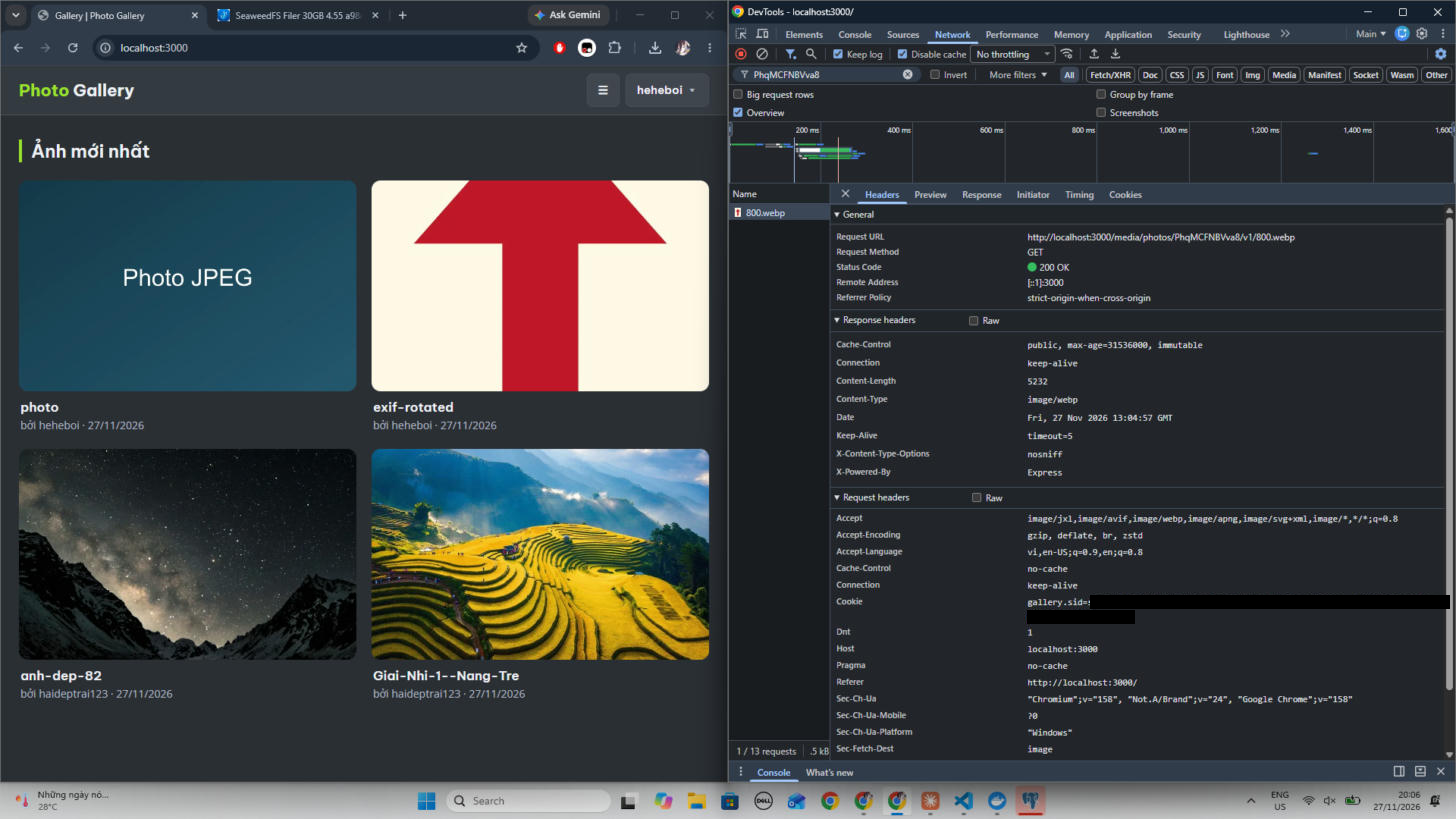 Gallery | Photo Gallery
SeaweedFS Filer 30GB 4.55 a98
Ask Gemini
localhost:3000
Photo Gallery
heheboi
Ảnh mới nhất
Photo JPEG
photo
bởi heheboi · 27/11/2026
exif-rotated
bởi heheboi · 27/11/2026
anh-dep-82
bởi haideptrai123 · 27/11/2026
Giai-Nhi-1--Nang-Tre
bởi haideptrai123 · 27/11/2026
DevTools - localhost:3000/
Elements Console Sources Network Performance Memory Application Security Lighthouse Main
Keep log Disable cache No throttling
PhqMCFNBVva8 Invert More filters All Fetch/XHR Doc CSS JS Font Img Media Manifest Socket Wasm Other
Big request rows Group by frame
Overview Screenshots
200 ms 400 ms 600 ms 800 ms 1,000 ms 1,200 ms 1,400 ms 1,600
Name Headers Preview Response Initiator Timing Cookies
800.webp
General
Request URL http://localhost:3000/media/photos/PhqMCFNBVva8/v1/800.webp
Request Method GET
Status Code 200 OK
Remote Address [::1]:3000
Referrer Policy strict-origin-when-cross-origin
Response headers Raw
Cache-Control public, max-age=31536000, immutable
Connection keep-alive
Content-Length 5232
Content-Type image/webp
Date Fri, 27 Nov 2026 13:04:57 GMT
Keep-Alive timeout=5
X-Content-Type-Options nosniff
X-Powered-By Express
Request headers Raw
Accept image/jxl,image/avif,image/webp,image/apng,image/svg+xml,image/*,*/*;q=0.8
Accept-Encoding gzip, deflate, br, zstd
Accept-Language vi,en-US;q=0.9,en;q=0.8
Cache-Control no-cache
Connection keep-alive
Cookie gallery.sid=
Dnt 1
Host localhost:3000
Pragma no-cache
Referer http://localhost:3000/
Sec-Ch-Ua "Chromium";v="158", "Not.A/Brand";v="24", "Google Chrome";v="158"
Sec-Ch-Ua-Mobile ?0
Sec-Ch-Ua-Platform "Windows"
Sec-Fetch-Dest image
1 / 13 requests .5 kB
Console What's new
Những ngày nó...
28°C
Search
DELL
ENG
US
20:06
27/11/2026